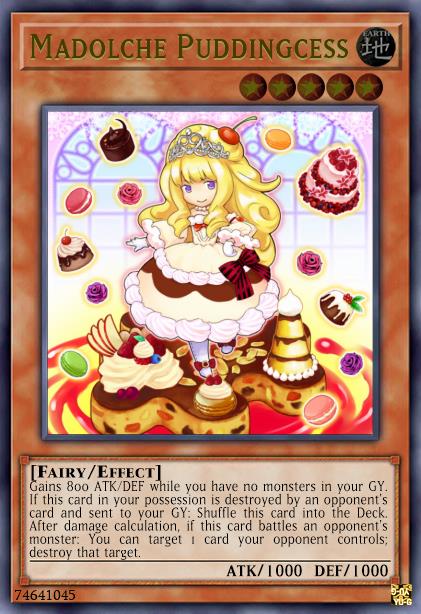 MADOLCHE PUDDINGCESS
EARTH
地
[FAIRY/EFFECT]
Gains 800 ATK/DEF while you have no monsters in your GY.
If this card in your possession is destroyed by an opponent's
card and sent to your GY: Shuffle this card into the Deck.
After damage calculation, if this card battles an opponent's
monster: You can target 1 card your opponent controls;
destroy that target.
ATK/1000 DEF/1000
74641045